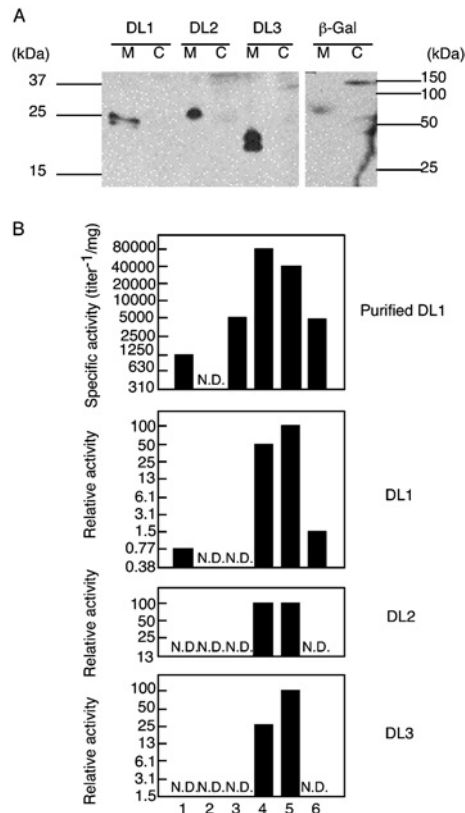 A
DL1 DL2 DL3 β-Gal
(kDa) M C M C M C M C (kDa)
37
25
15
150
100
50
25
B
Specific activity (titer⁻¹/mg)
80000
40000
20000
10000
5000
2500
1250
630
310
N.D.
Purified DL1
Relative activity
100
50
25
13
6.1
3.1
1.5
0.77
0.38
N.D. N.D.
DL1
Relative activity
100
50
25
13
N.D. N.D. N.D. N.D.
DL2
Relative activity
100
50
25
13
6.1
3.1
1.5
N.D. N.D. N.D. N.D.
DL3
1 2 3 4 5 6